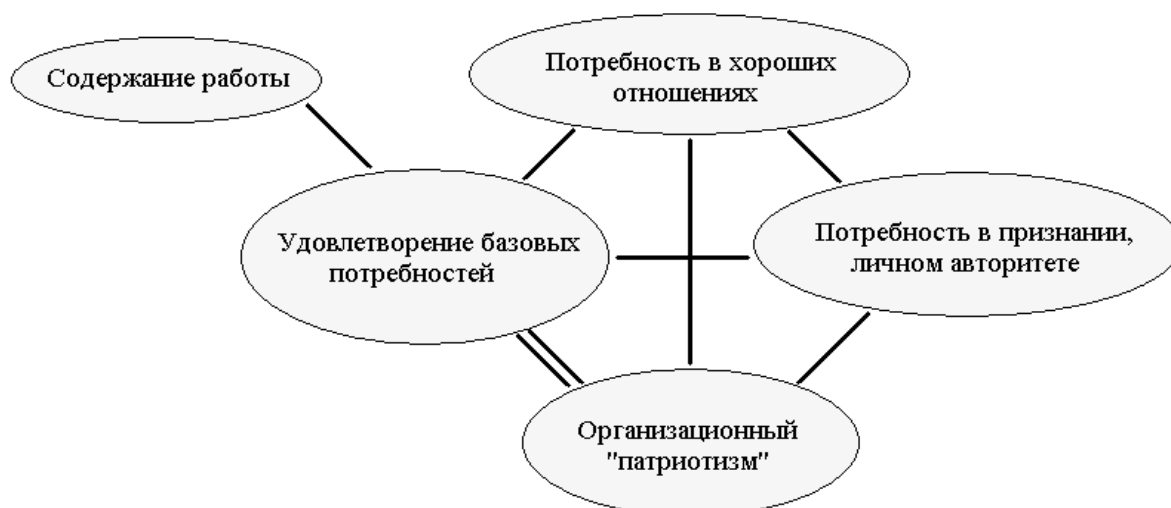 Содержание работы
Потребность в хороших
отношениях
Удовлетворение базовых
потребностей
Потребность в признании,
личном авторитете
Организационный
"патриотизм"